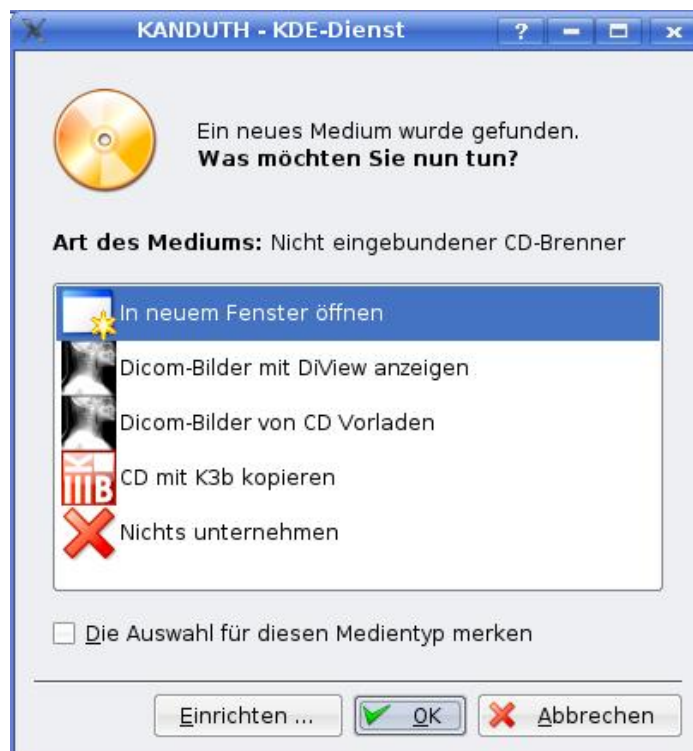 KANDUTH - KDE-Dienst
Ein neues Medium wurde gefunden.
Was möchten Sie nun tun?
Art des Mediums: Nicht eingebundener CD-Brenner
In neuem Fenster öffnen
Dicom-Bilder mit DiView anzeigen
Dicom-Bilder von CD Vorladen
CD mit K3b kopieren
Nichts unternehmen
Die Auswahl für diesen Medientyp merken
Einrichten ... OK Abbrechen